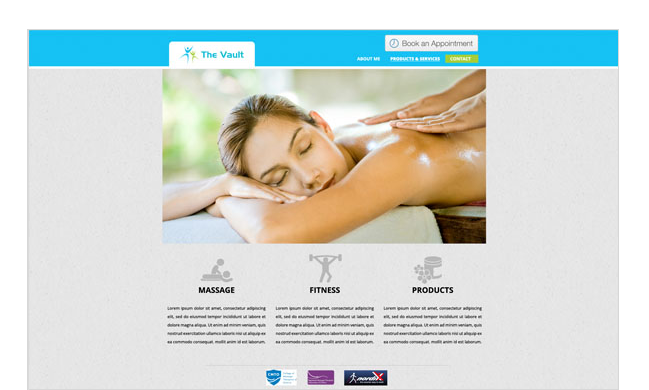 The Vault
Book an Appointment
ABOUT ME
PRODUCTS & SERVICES
CONTACT
MASSAGE
FITNESS
PRODUCTS
Lorem ipsum dolor sit amet, consectetur adipiscing
elit, sed do eiusmod tempor incididunt ut labore et
dolore magna aliqua. Ut enim ad minim veniam, quis
nostrud exercitation ullamco laboris nisi ut aliquip ex
ea commodo consequat. mollit anim id est laborum.
Lorem ipsum dolor sit amet, consectetur adipiscing
elit, sed do eiusmod tempor incididunt ut labore et
dolore magna aliqua. Ut enim ad minim veniam, quis
nostrud exercitation ullamco laboris nisi ut aliquip ex
ea commodo consequat. mollit anim id est laborum.
Lorem ipsum dolor sit amet, consectetur adipiscing
elit, sed do eiusmod tempor incididunt ut labore et
dolore magna aliqua. Ut enim ad minim veniam, quis
nostrud exercitation ullamco laboris nisi ut aliquip ex
ea commodo consequat. mollit anim id est laborum.
CMTO